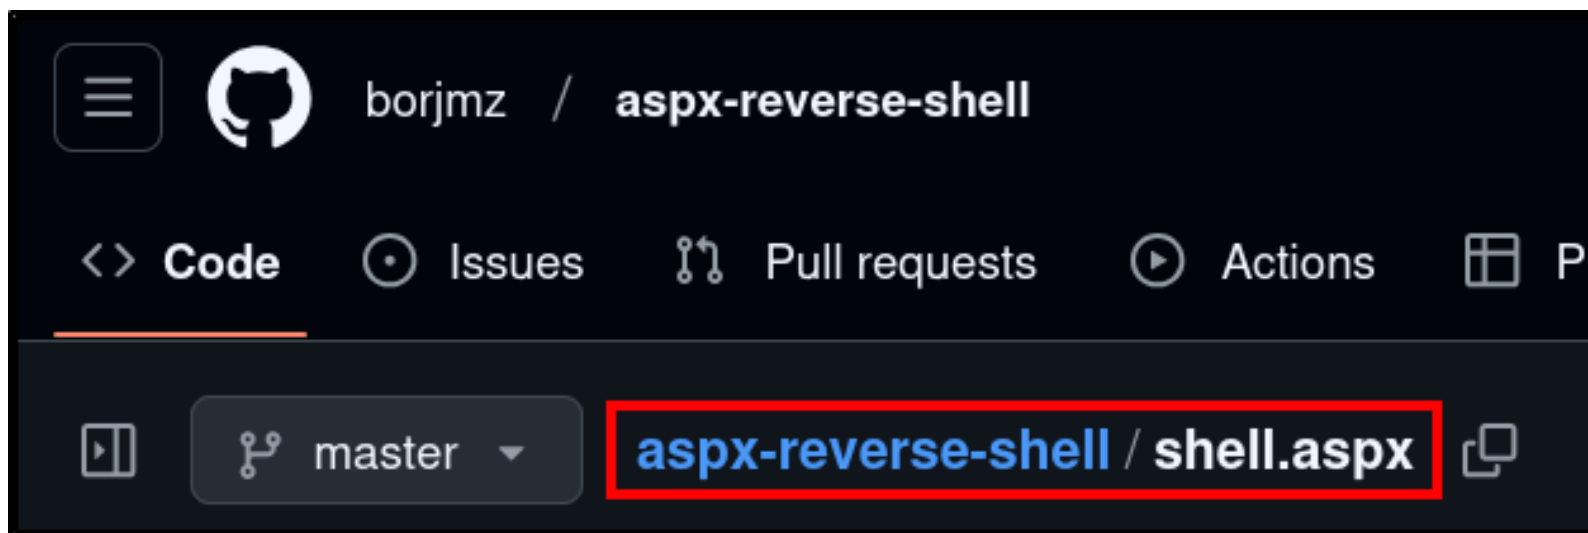 borjmz / aspx-reverse-shell
Code Issues Pull requests Actions P
master aspx-reverse-shell / shell.aspx